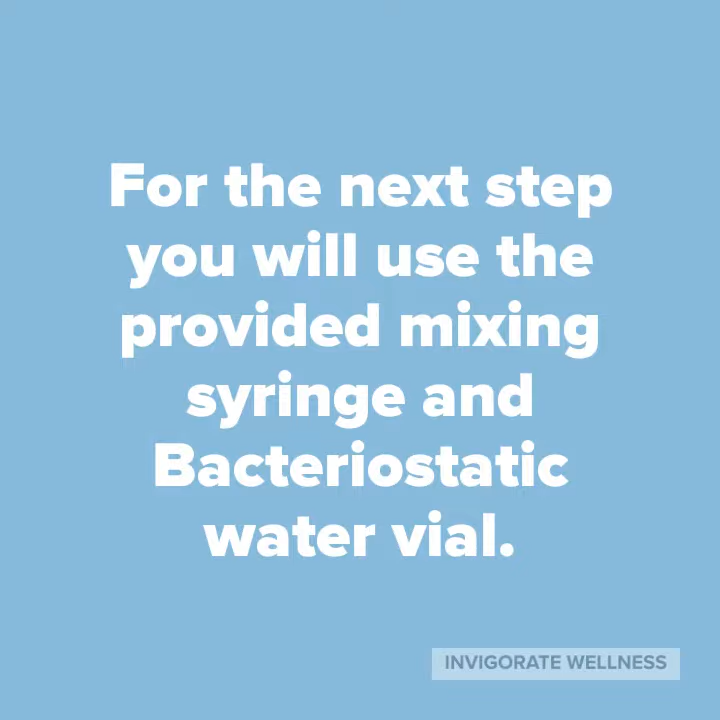 For the next step
you will use the
provided mixing
syringe and
Bacteriostatic
water vial.
INVIGORATE WELLNESS